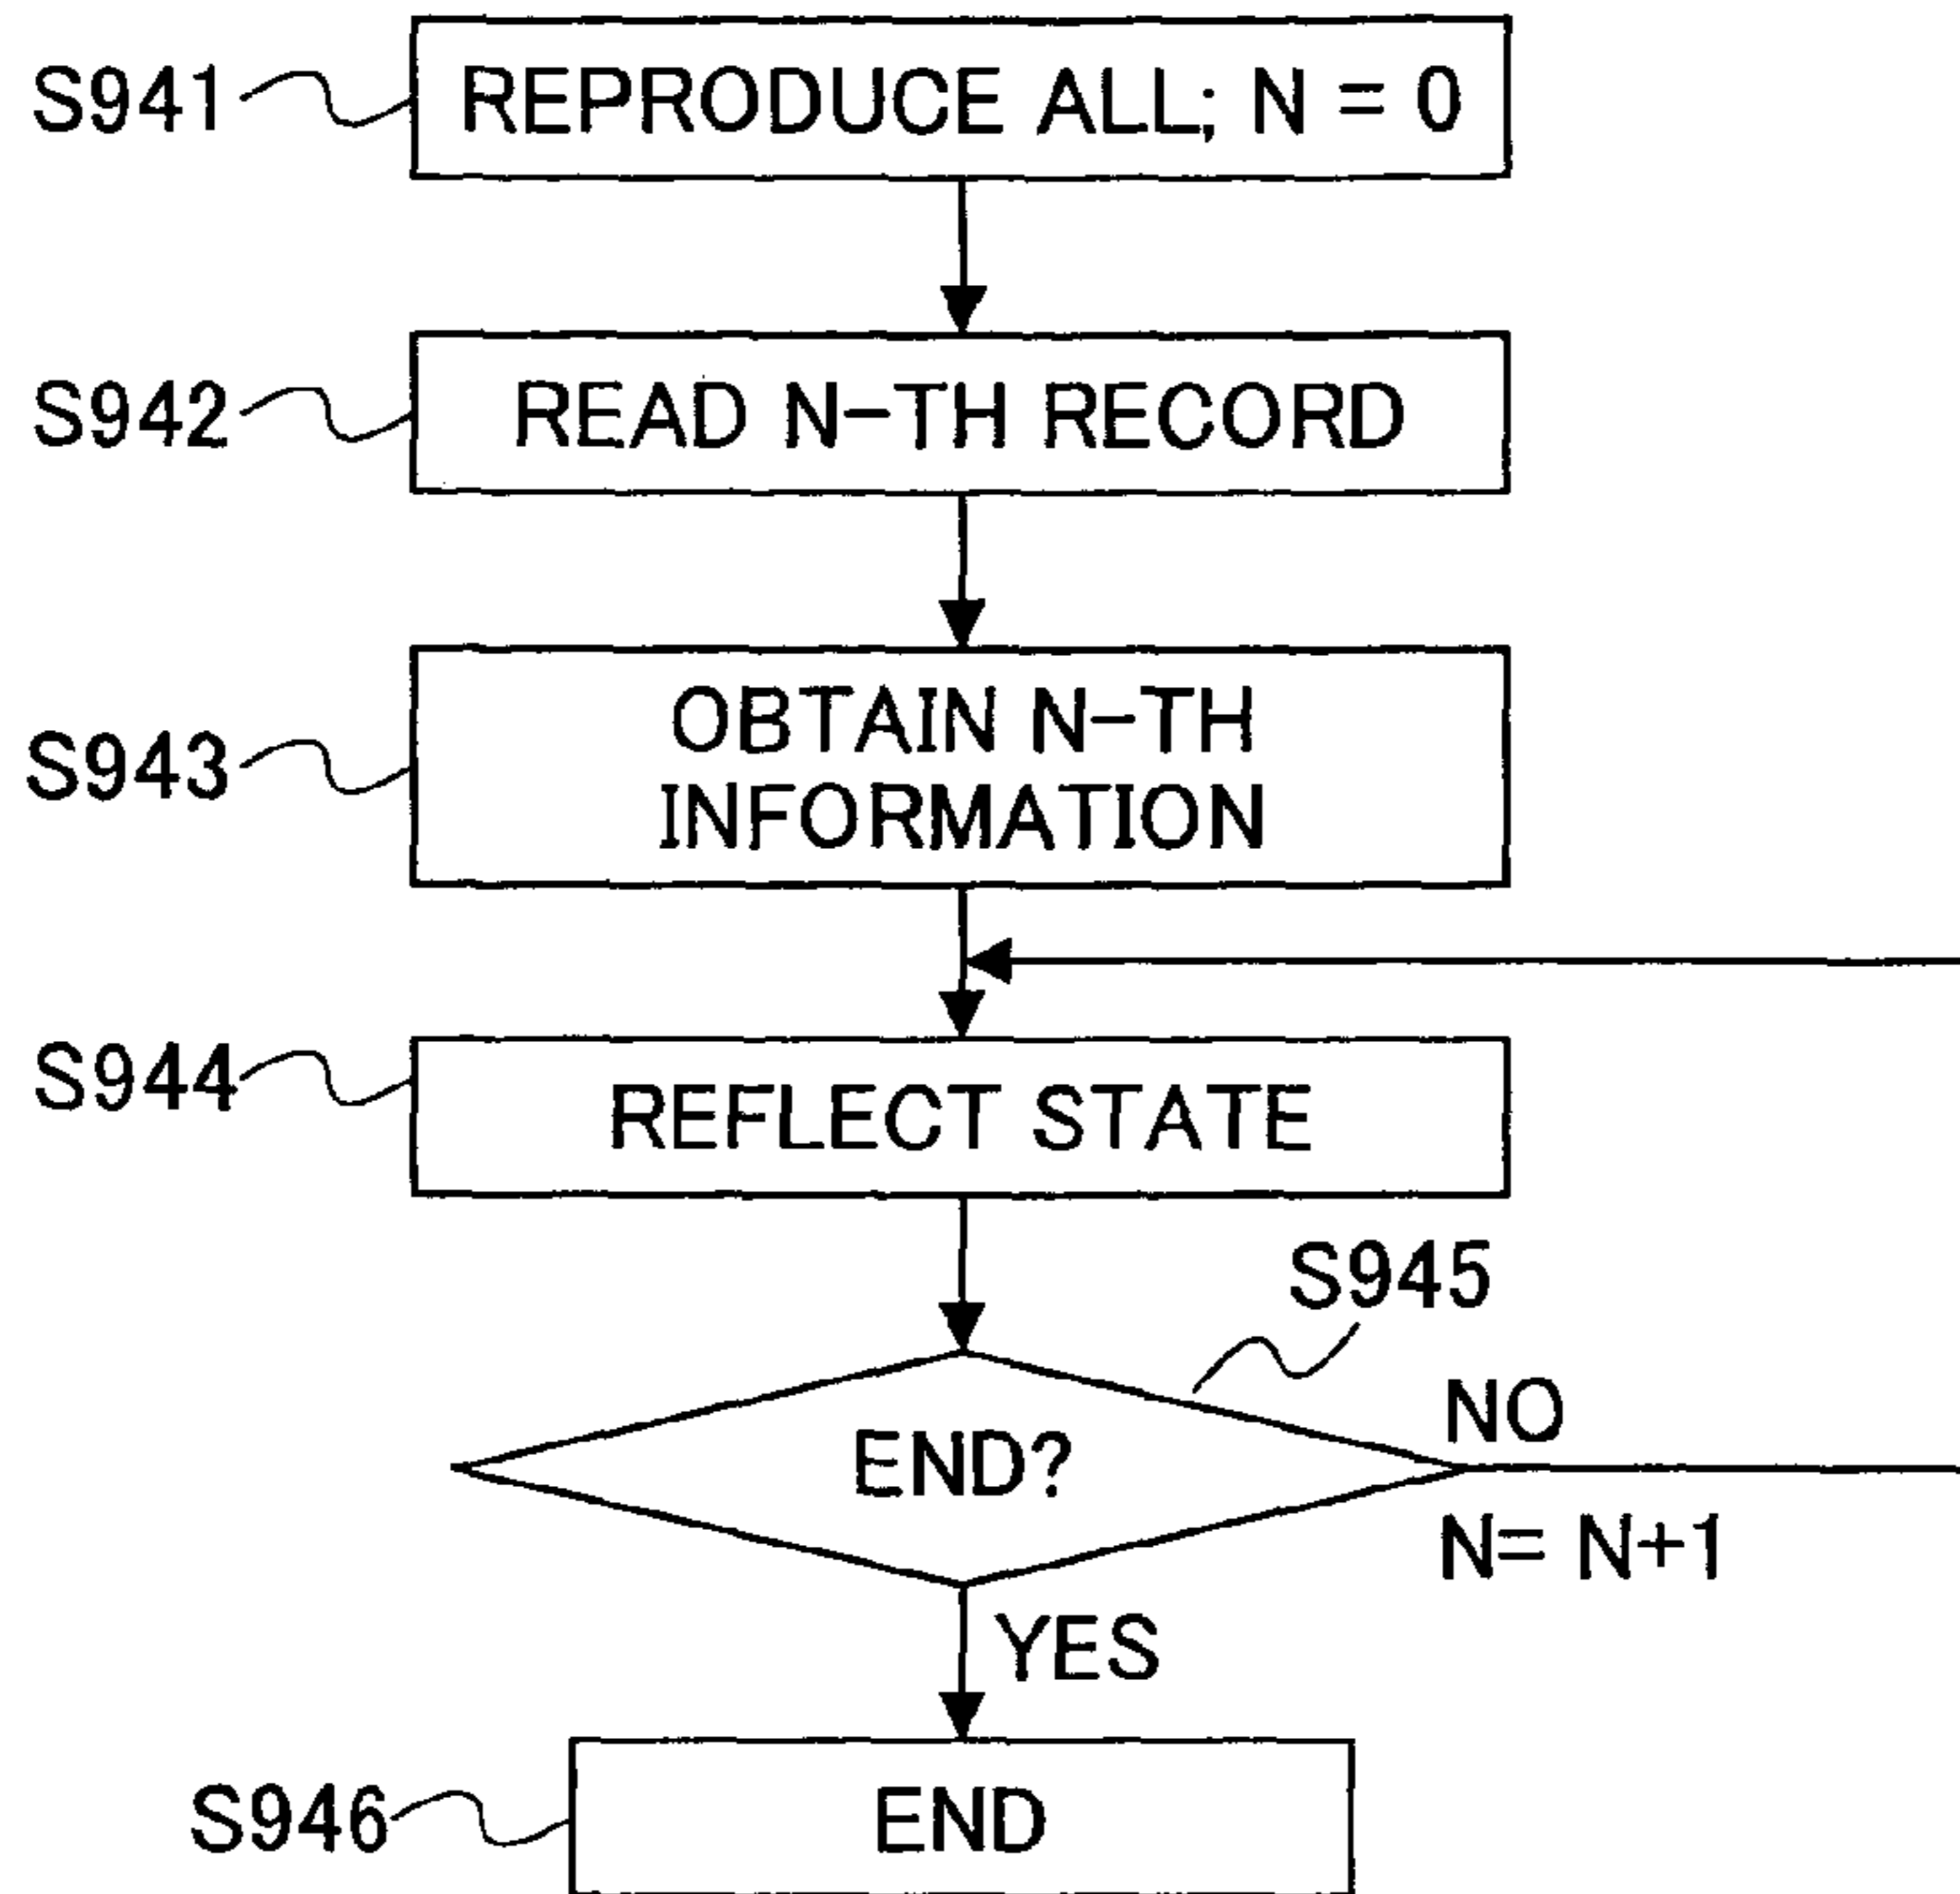 S941
REPRODUCE ALL; N = 0
S942
READ N-TH RECORD
S943
OBTAIN N-TH
INFORMATION
S944
REFLECT STATE
S945
END?
NO
N= N+1
YES
S946
END